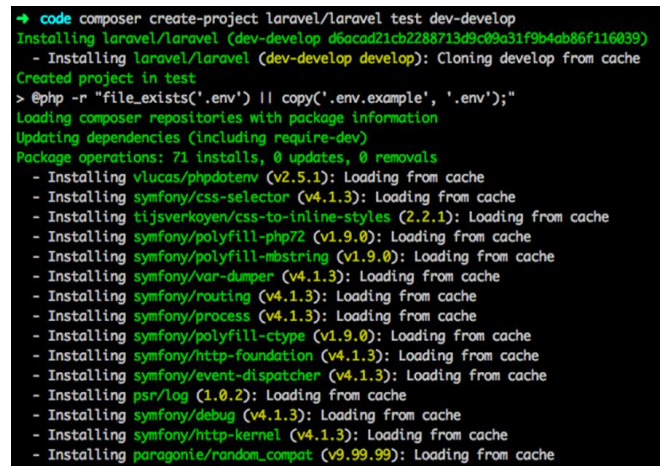 ➜ code composer create-project laravel/laravel test dev-develop
Installing laravel/laravel (dev-develop d6acad21cb2288713d9c09a31f9b4ab86f116039)
- Installing laravel/laravel (dev-develop develop): Cloning develop from cache
Created project in test
> @php -r "file_exists('.env') || copy('.env.example', '.env');"
Loading composer repositories with package information
Updating dependencies (including require-dev)
Package operations: 71 installs, 0 updates, 0 removals
- Installing vlucas/phpdotenv (v2.5.1): Loading from cache
- Installing symfony/css-selector (v4.1.3): Loading from cache
- Installing tijsverkoyen/css-to-inline-styles (2.2.1): Loading from cache
- Installing symfony/polyfill-php72 (v1.9.0): Loading from cache
- Installing symfony/polyfill-mbstring (v1.9.0): Loading from cache
- Installing symfony/var-dumper (v4.1.3): Loading from cache
- Installing symfony/routing (v4.1.3): Loading from cache
- Installing symfony/process (v4.1.3): Loading from cache
- Installing symfony/polyfill-ctype (v1.9.0): Loading from cache
- Installing symfony/http-foundation (v4.1.3): Loading from cache
- Installing symfony/event-dispatcher (v4.1.3): Loading from cache
- Installing psr/log (1.0.2): Loading from cache
- Installing symfony/debug (v4.1.3): Loading from cache
- Installing symfony/http-kernel (v4.1.3): Loading from cache
- Installing paragonie/random_compat (v9.99.99): Loading from cache